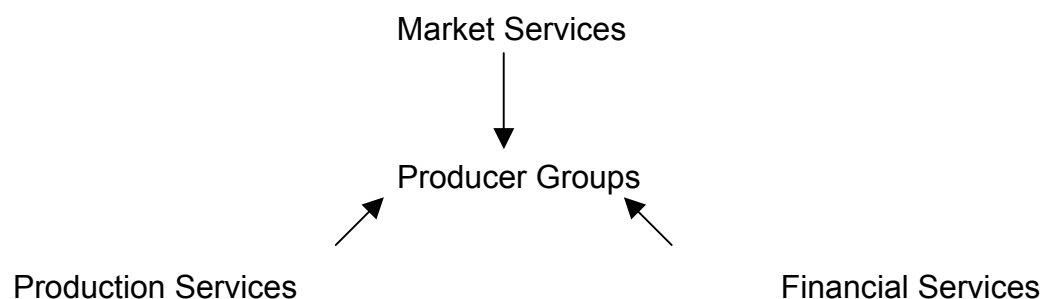 Market Services
Producer Groups
Production Services
Financial Services